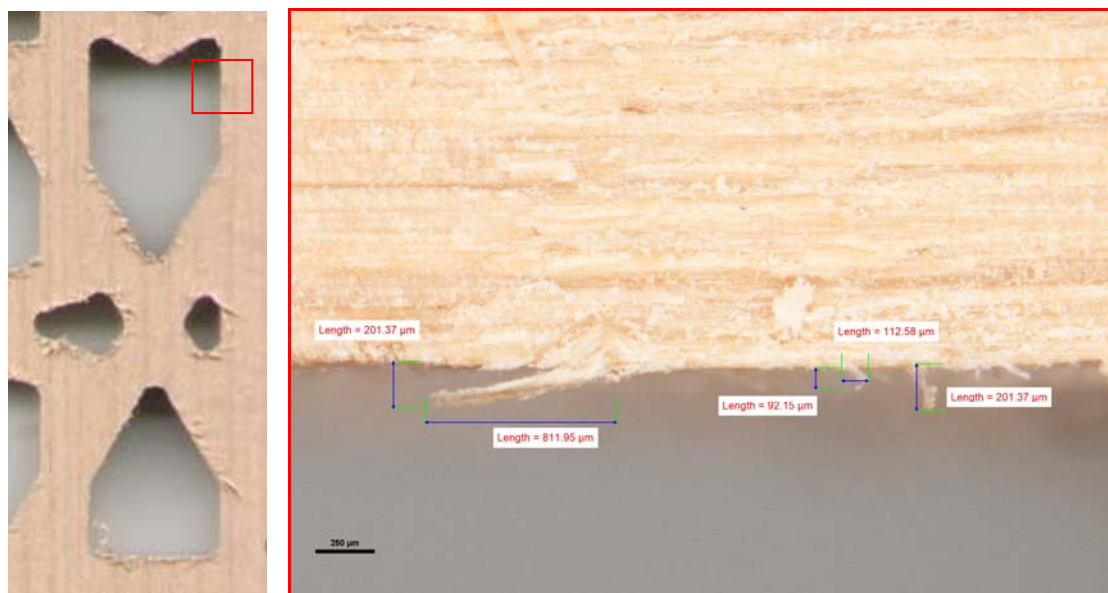 Length = 201.37 µm
Length = 112.58 µm
Length = 92.15 µm
Length = 201.37 µm
Length = 811.95 µm
250 µm